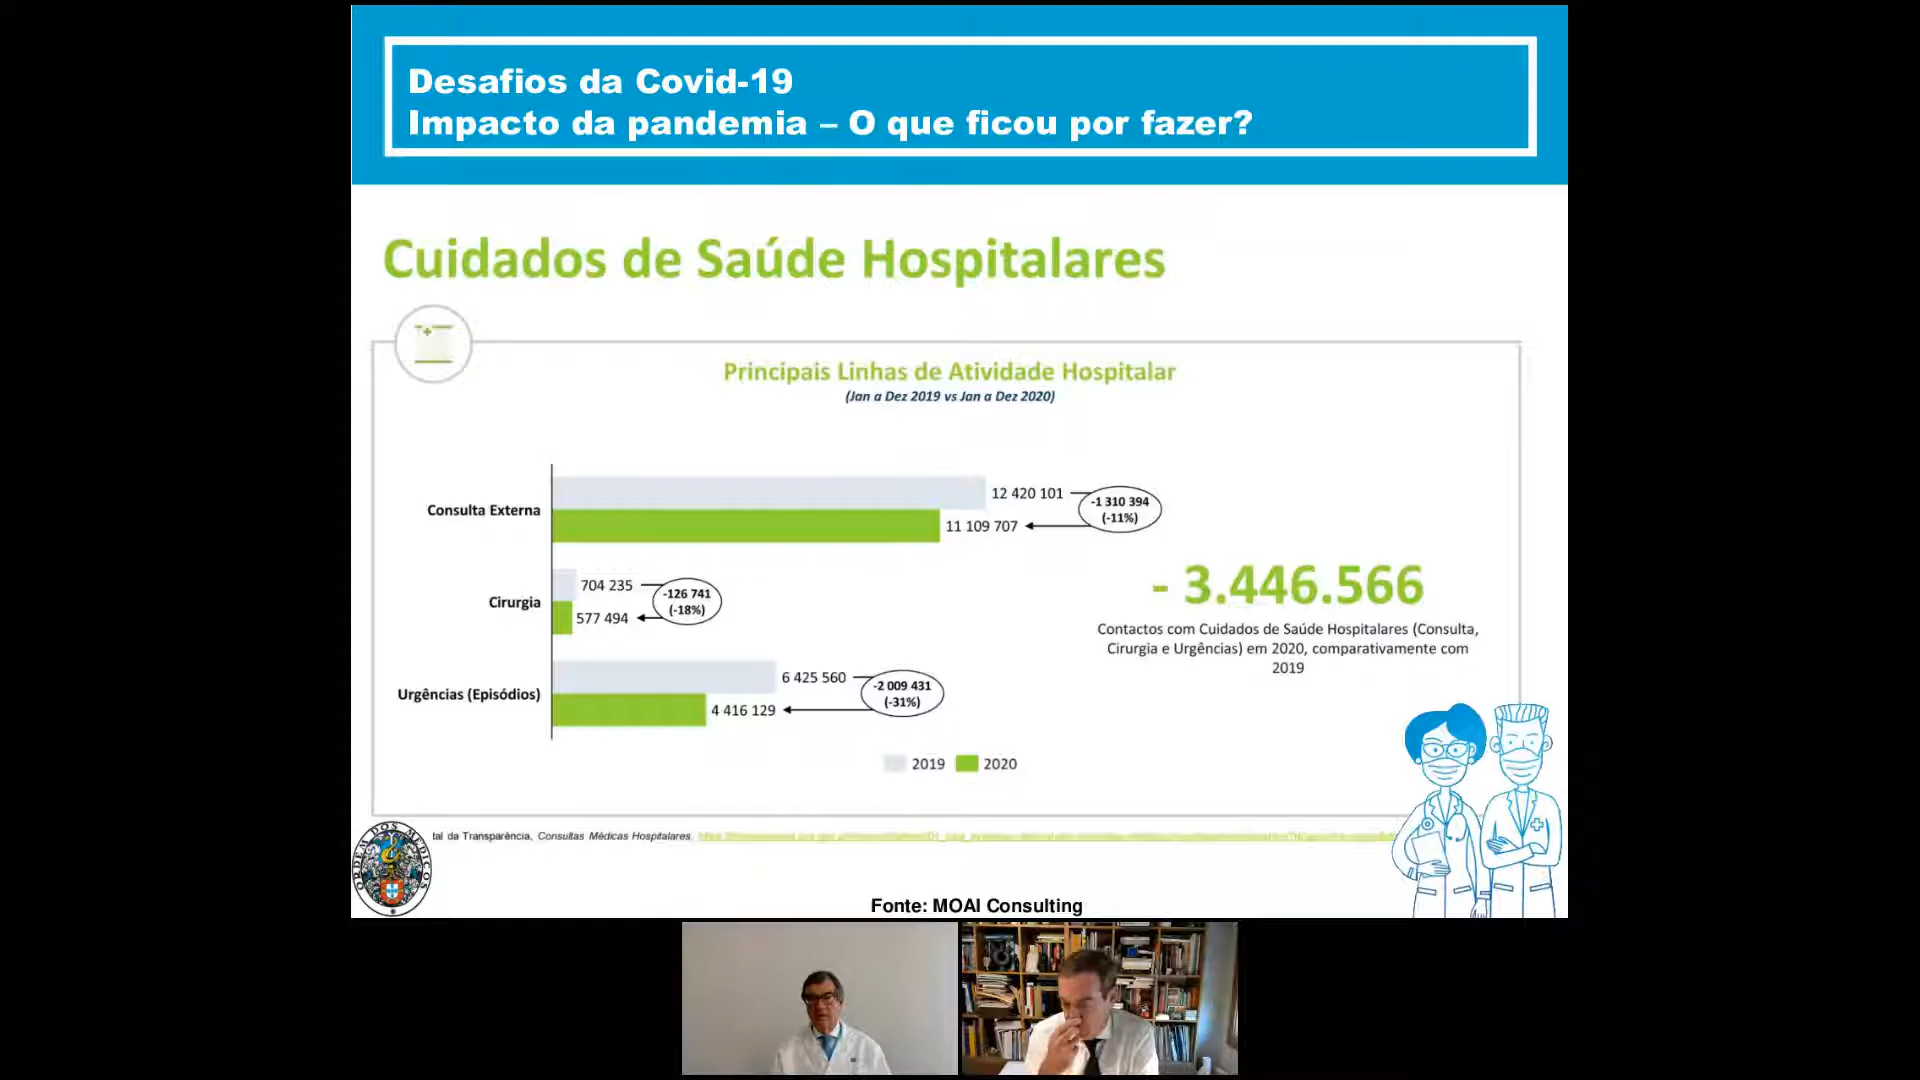 Desafios da Covid-19
Impacto da pandemia – O que ficou por fazer?
Cuidados de Saúde Hospitalares
Principais Linhas de Atividade Hospitalar
(Jan a Dez 2019 vs Jan a Dez 2020)
Consulta Externa
12 420 101
11 109 707
-1 310 394
(-11%)
Cirurgia
704 235
577 494
-126 741
(-18%)
Urgências (Episódios)
6 425 560
4 416 129
-2 009 431
(-31%)
2019 2020
- 3.446.566
Contactos com Cuidados de Saúde Hospitalares (Consulta,
Cirurgia e Urgências) em 2020, comparativamente com
2019
tal da Transparência, Consultas Médicas Hospitalares.
ORDEM DOS MÉDICOS
Fonte: MOAI Consulting